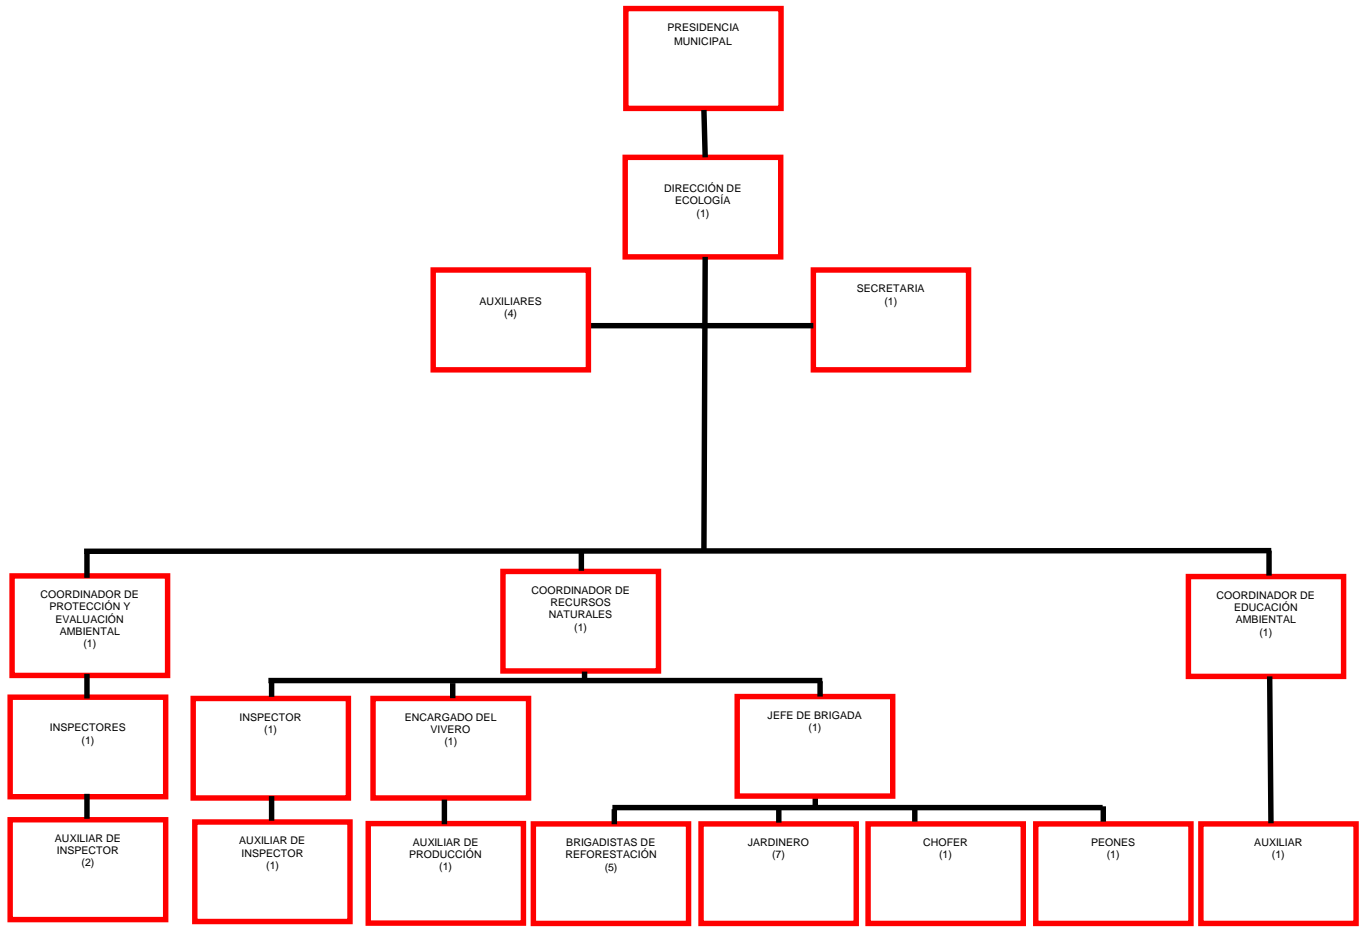 PRESIDENCIA
MUNICIPAL
DIRECCIÓN DE
ECOLOGÍA
(1)
AUXILIARES
(4)
SECRETARIA
(1)
COORDINADOR DE
PROTECCIÓN Y
EVALUACIÓN
AMBIENTAL
(1)
COORDINADOR DE
RECURSOS
NATURALES
(1)
COORDINADOR DE
EDUCACIÓN
AMBIENTAL
(1)
INSPECTORES
(1)
INSPECTOR
(1)
ENCARGADO DEL
VIVERO
(1)
JEFE DE BRIGADA
(1)
AUXILIAR DE
INSPECTOR
(2)
AUXILIAR DE
INSPECTOR
(1)
AUXILIAR DE
PRODUCCIÓN
(1)
BRIGADISTAS DE
REFORESTACIÓN
(5)
JARDINERO
(7)
CHOFER
(1)
PEONES
(1)
AUXILIAR
(1)